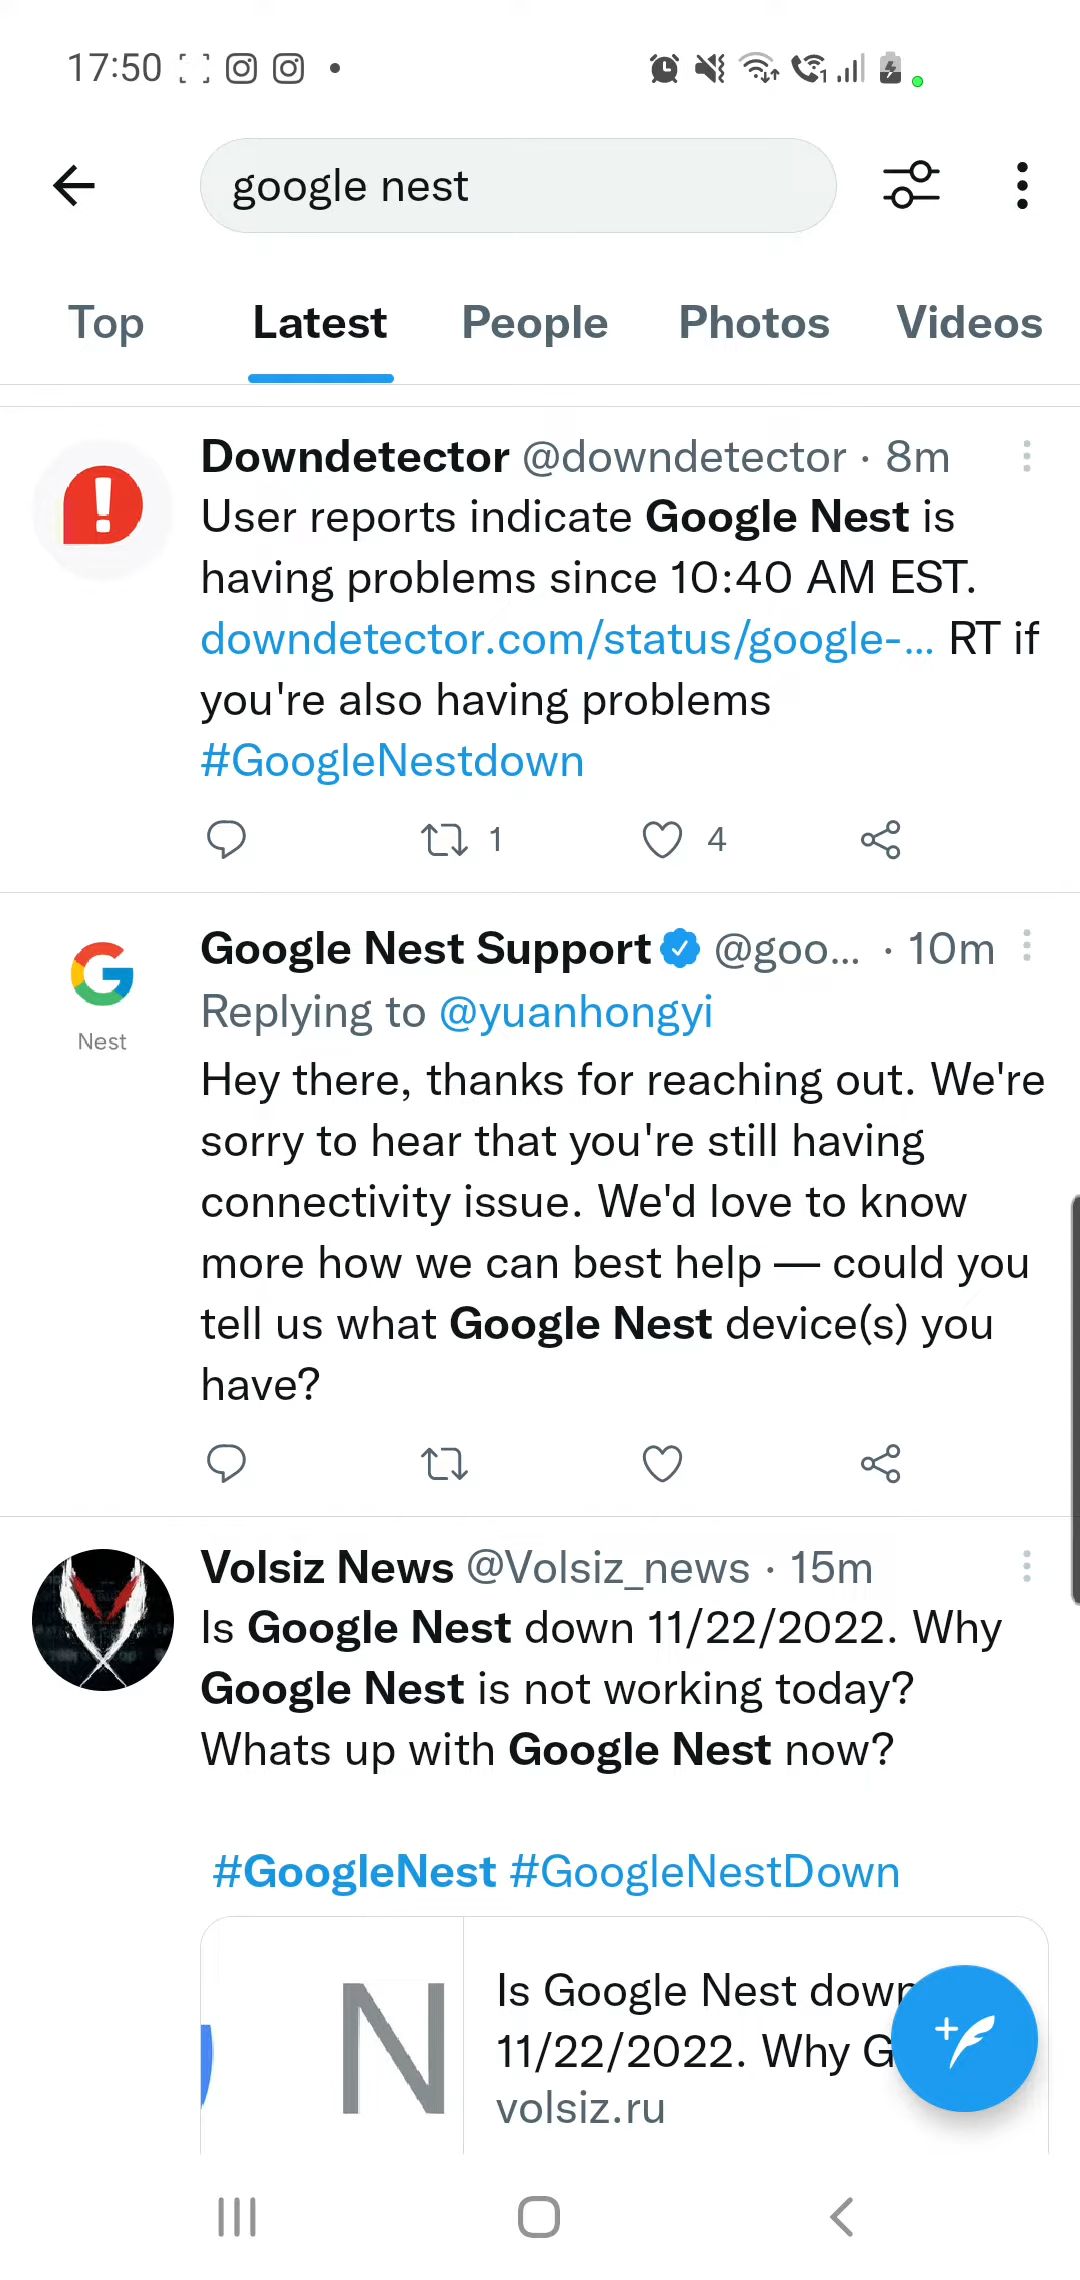 17:50
google nest
Top Latest People Photos Videos
Downdetector @downdetector · 8m
User reports indicate Google Nest is
having problems since 10:40 AM EST.
downdetector.com/status/google-... RT if
you're also having problems
#GoogleNestdown
1 4
Google Nest Support @goo... · 10m
Nest
Replying to @yuanhongyi
Hey there, thanks for reaching out. We're
sorry to hear that you're still having
connectivity issue. We'd love to know
more how we can best help — could you
tell us what Google Nest device(s) you
have?
Volsiz News @Volsiz_news · 15m
Is Google Nest down 11/22/2022. Why
Google Nest is not working today?
Whats up with Google Nest now?
#GoogleNest #GoogleNestDown
N
Is Google Nest down
11/22/2022. Why G
volsiz.ru